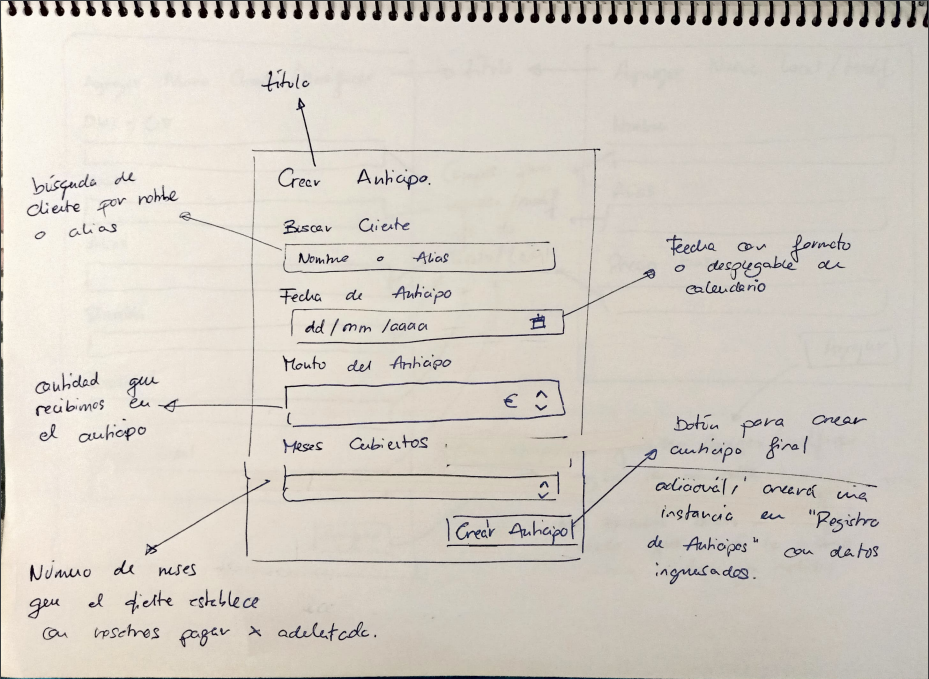 título
Crear Anticipo.
búsqueda de
cliente por nombre
o alias
Buscar Cliente
Nombre o Alias
Fecha con formato
o desplegable de
calendario
Fecha de Anticipo
dd/mm/aaaa
Monto del Anticipo
€
cantidad que
recibimos en
el anticipo
Meses Cubiertos
Crear Anticipo
botón para crear
anticipo final
adicional, creará una
instancia en "Registro
de Anticipos" con datos
ingresados.
Número de meses
que el cliente establece
con nosotros pagar x adelantado.